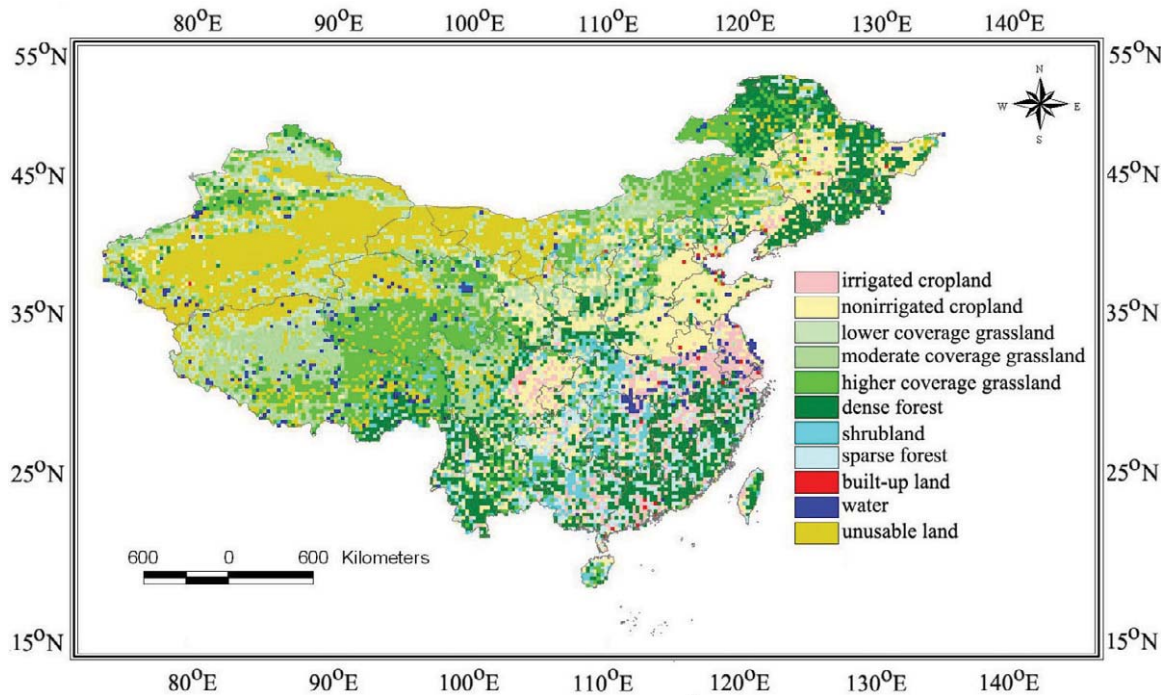 80°E 90°E 100°E 110°E 120°E 130°E 140°E
55°N 55°N
N
W E
S
45°N 45°N
irrigated cropland
35°N nonirrigated cropland 35°N
lower coverage grassland
moderate coverage grassland
higher coverage grassland
dense forest
shrubland
sparse forest
25°N 25°N
built-up land
water
unusable land
600 0 600 Kilometers
15°N 15°N
80°E 90°E 100°E 110°E 120°E 130°E 140°E